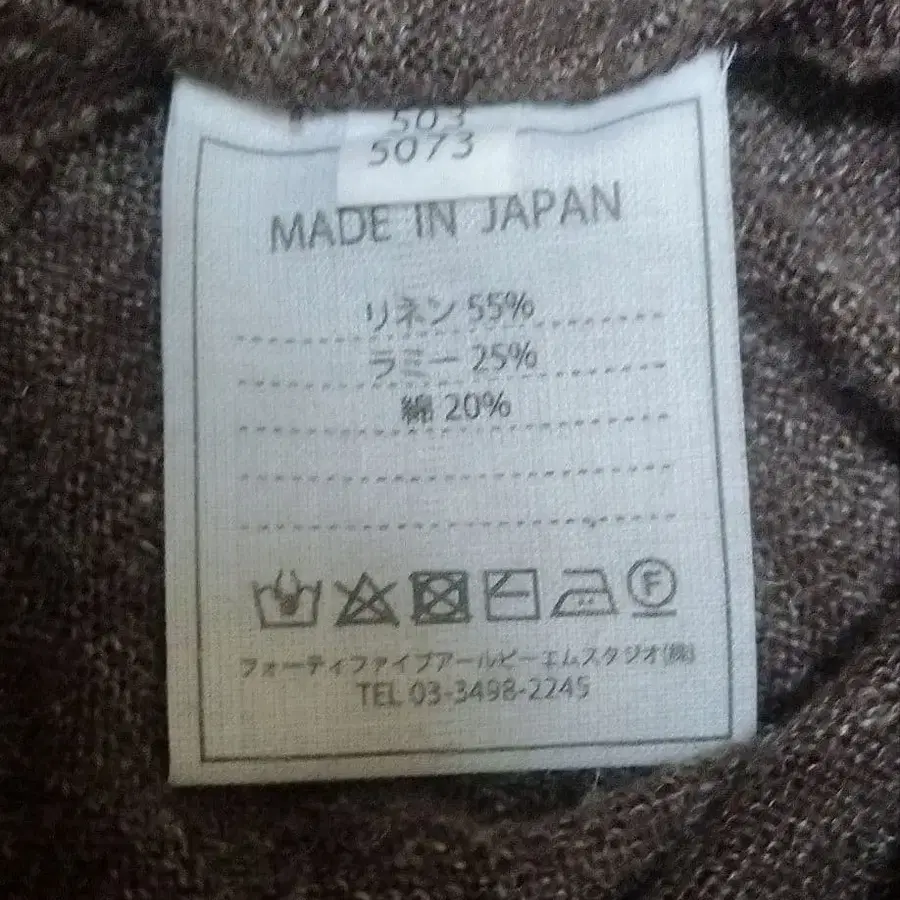 503
5073
MADE IN JAPAN
リネン 55%
ラミー 25%
綿 20%
F
フォーティファイブアールピーエムスタジオ(株)
TEL 03-3498-2245